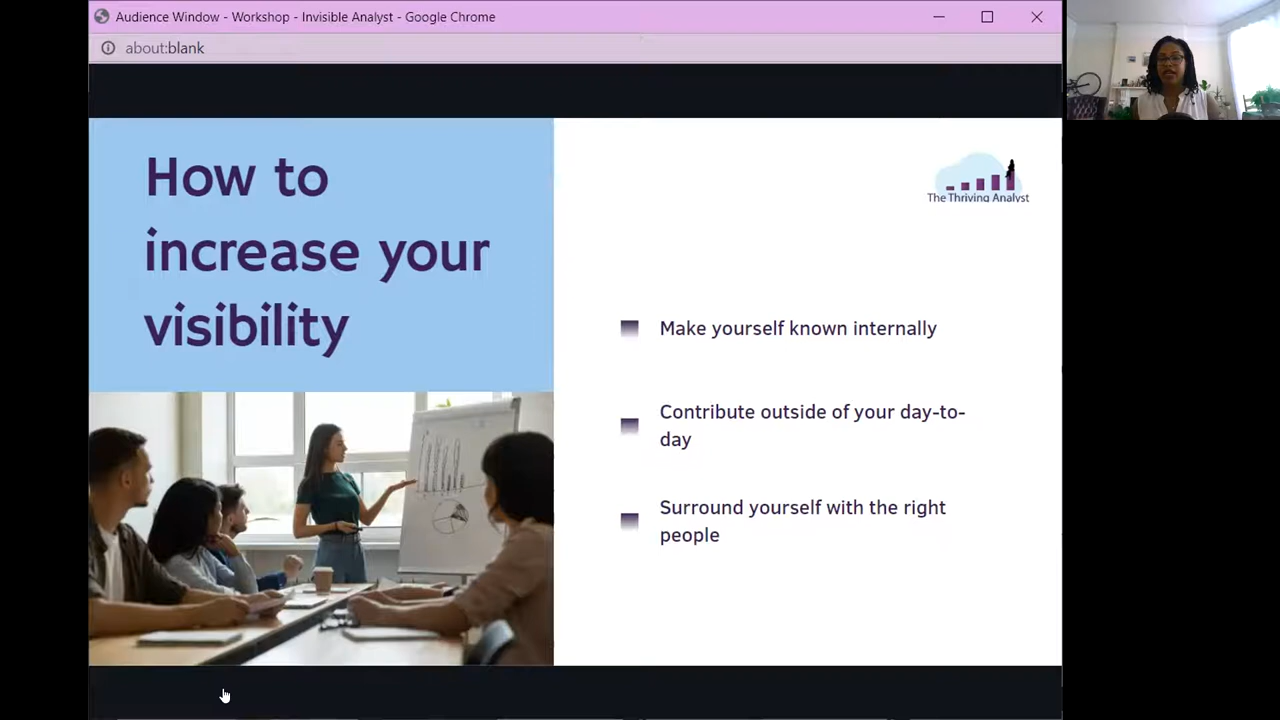 Audience Window - Workshop - Invisible Analyst - Google Chrome
about:blank
How to
increase your
visibility
The Thriving Analyst
Make yourself known internally
Contribute outside of your day-to-
day
Surround yourself with the right
people